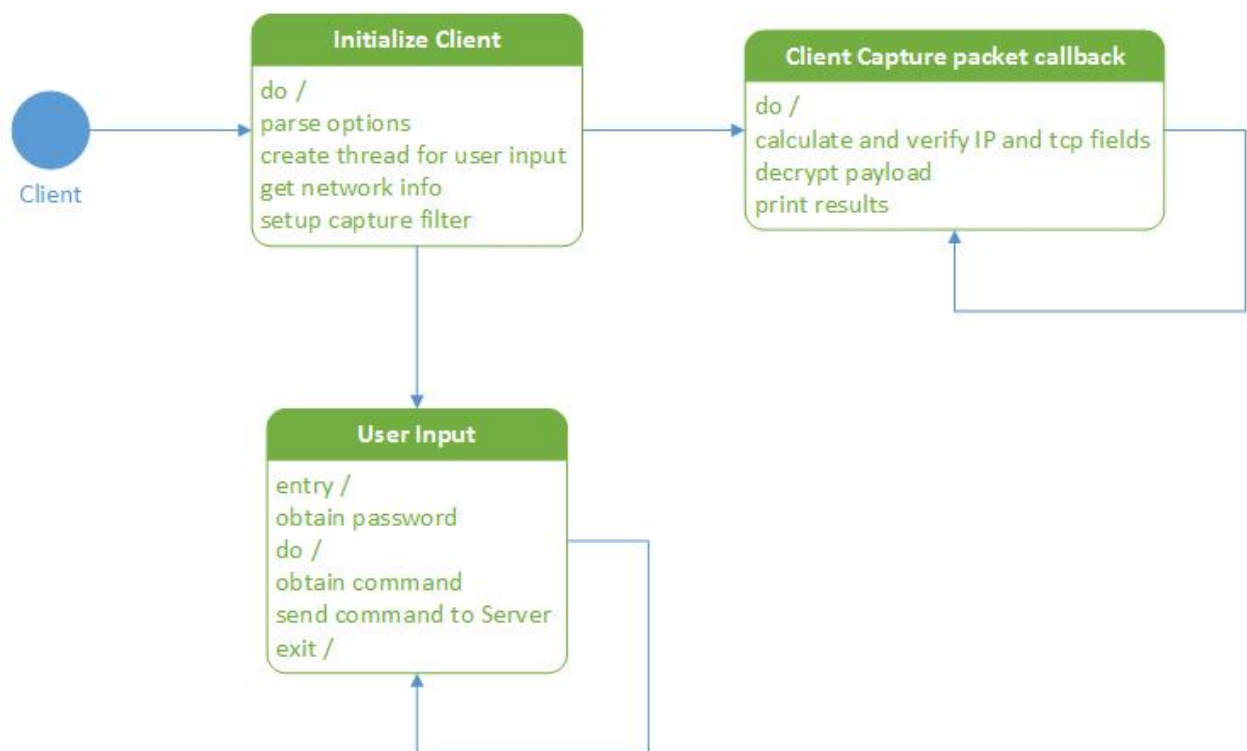 Client
Initialize Client
do /
parse options
create thread for user input
get network info
setup capture filter
Client Capture packet callback
do /
calculate and verify IP and tcp fields
decrypt payload
print results
User Input
entry /
obtain password
do /
obtain command
send command to Server
exit /